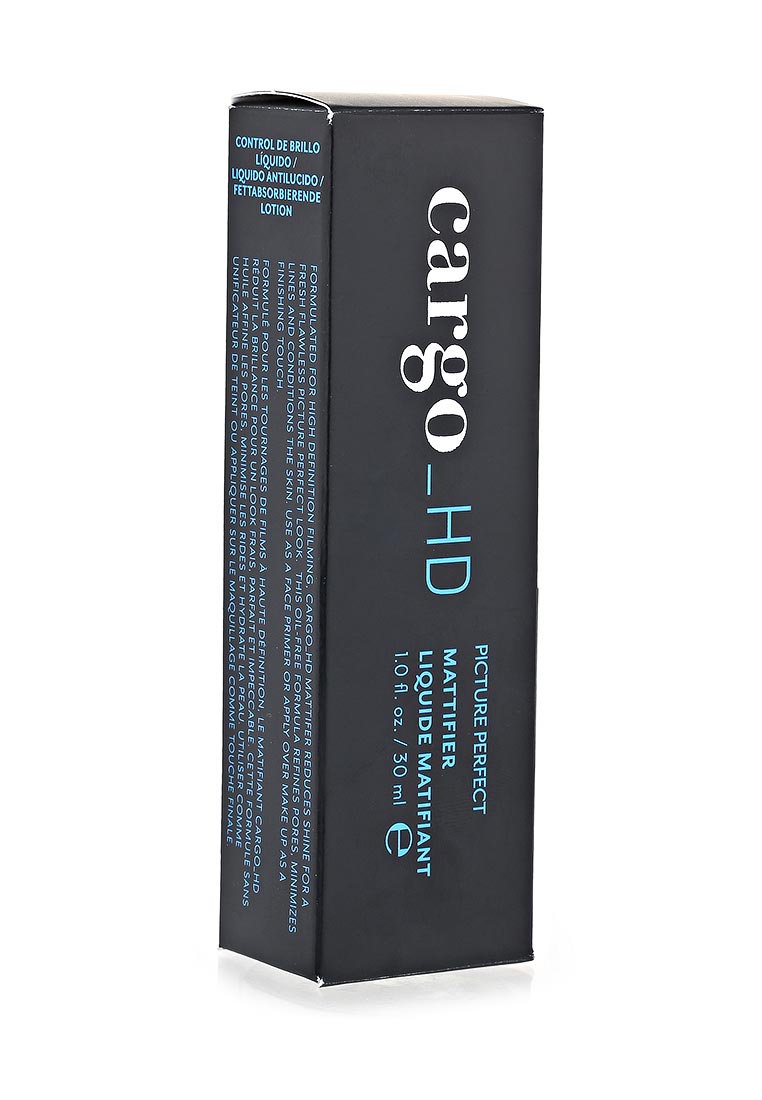 cargo_HD
PICTURE PERFECT
MATTIFIER
LIQUIDE MATIFIANT
1.0 fl. oz. / 30 ml ℮
CONTROL DE BRILLO
LÍQUIDO /
LIQUIDO ANTILUCIDO /
FETTABSORBIERENDE
LOTION
FORMULATED FOR HIGH DEFINITION FILMING, CARGO_HD MATTIFER REDUCES SHINE FOR A
FRESH FLAWLESS PICTURE PERFECT LOOK. THIS OIL-FREE FORMULA REFINES PORES, MINIMIZES
LINES AND CONDITIONS THE SKIN. USE AS A FACE PRIMER OR APPLY OVER MAKE UP AS A
FINISHING TOUCH.
FORMULÉ POUR LES TOURNAGES DE FILMS À HAUTE DÉFINITION, LE MATIFIANT CARGO_HD
RÉDUIT LA BRILLANCE POUR UN LOOK FRAIS, PARFAIT ET IMPECCABLE. CETTE FORMULE SANS
HUILE AFFINE LES PORES, MINIMISE LES RIDES ET HYDRATE LA PEAU. UTILISER COMME
UNIFICATEUR DE TEINT OU APPLIQUER SUR LE MAQUILLAGE COMME TOUCHE FINALE.